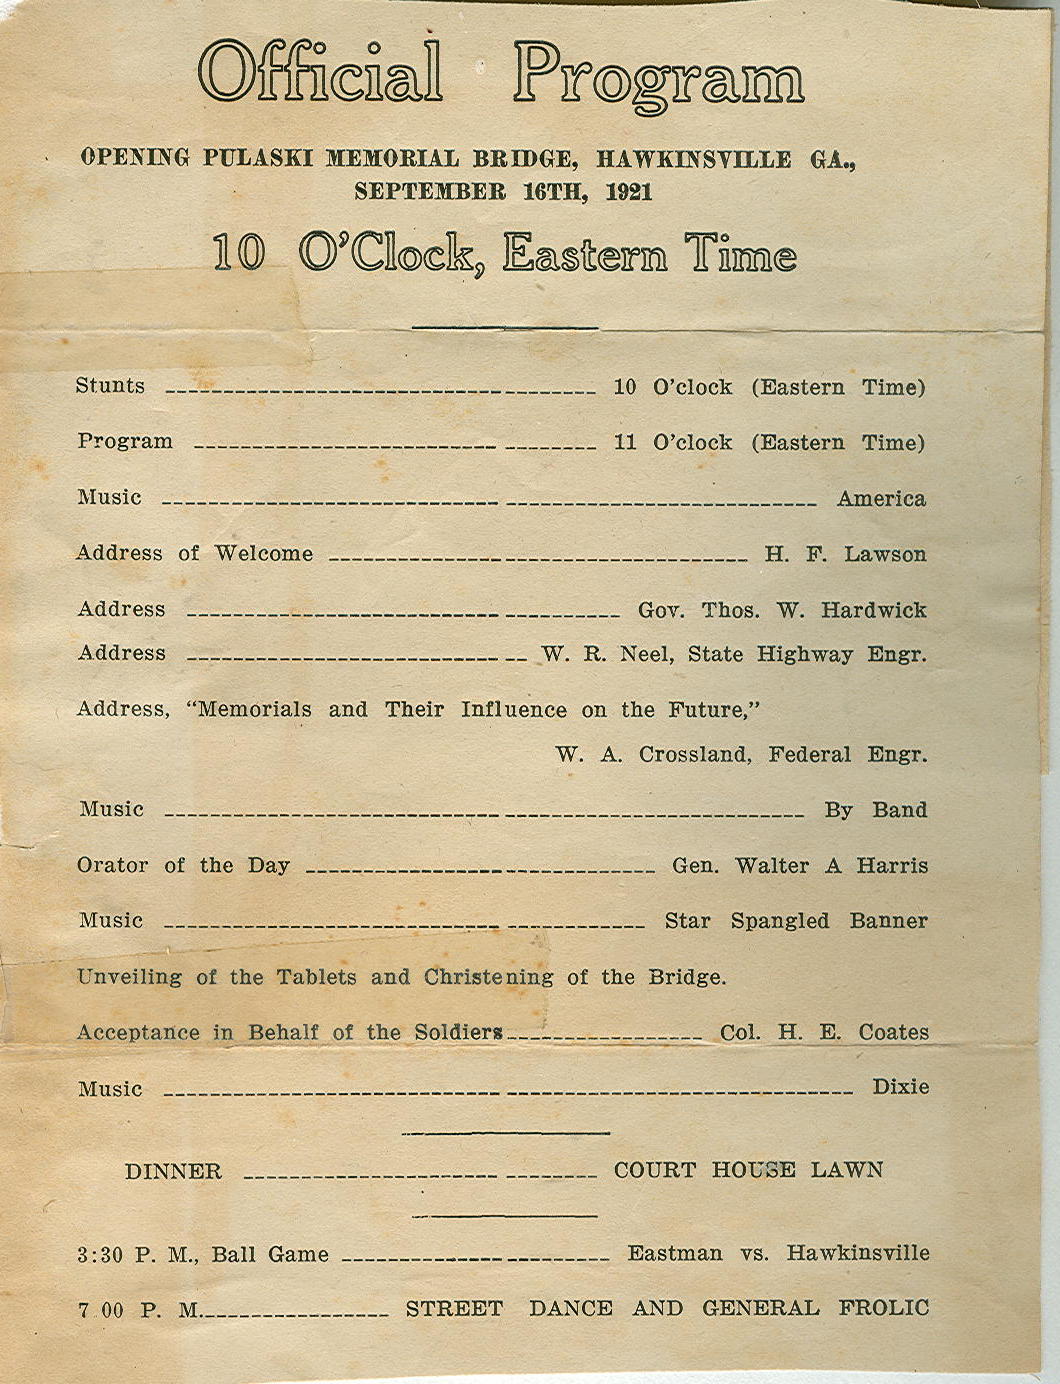 Official Program
OPENING PULASKI MEMORIAL BRIDGE, HAWKINSVILLE GA.,
SEPTEMBER 16TH, 1921
10 O'Clock, Eastern Time
Stunts ---------- 10 O'clock (Eastern Time)
Program ---------- 11 O'clock (Eastern Time)
Music ---------- America
Address of Welcome ---------- H. F. Lawson
Address ---------- Gov. Thos. W. Hardwick
Address ---------- W. R. Neel, State Highway Engr.
Address, “Memorials and Their Influence on the Future,”
W. A. Crossland, Federal Engr.
Music ---------- By Band
Orator of the Day ---------- Gen. Walter A Harris
Music ---------- Star Spangled Banner
Unveiling of the Tablets and Christening of the Bridge.
Acceptance in Behalf of the Soldiers ---------- Col. H. E. Coates
Music ---------- Dixie
DINNER ---------- COURT HOUSE LAWN
3:30 P. M., Ball Game ---------- Eastman vs. Hawkinsville
7 00 P. M. ---------- STREET DANCE AND GENERAL FROLIC